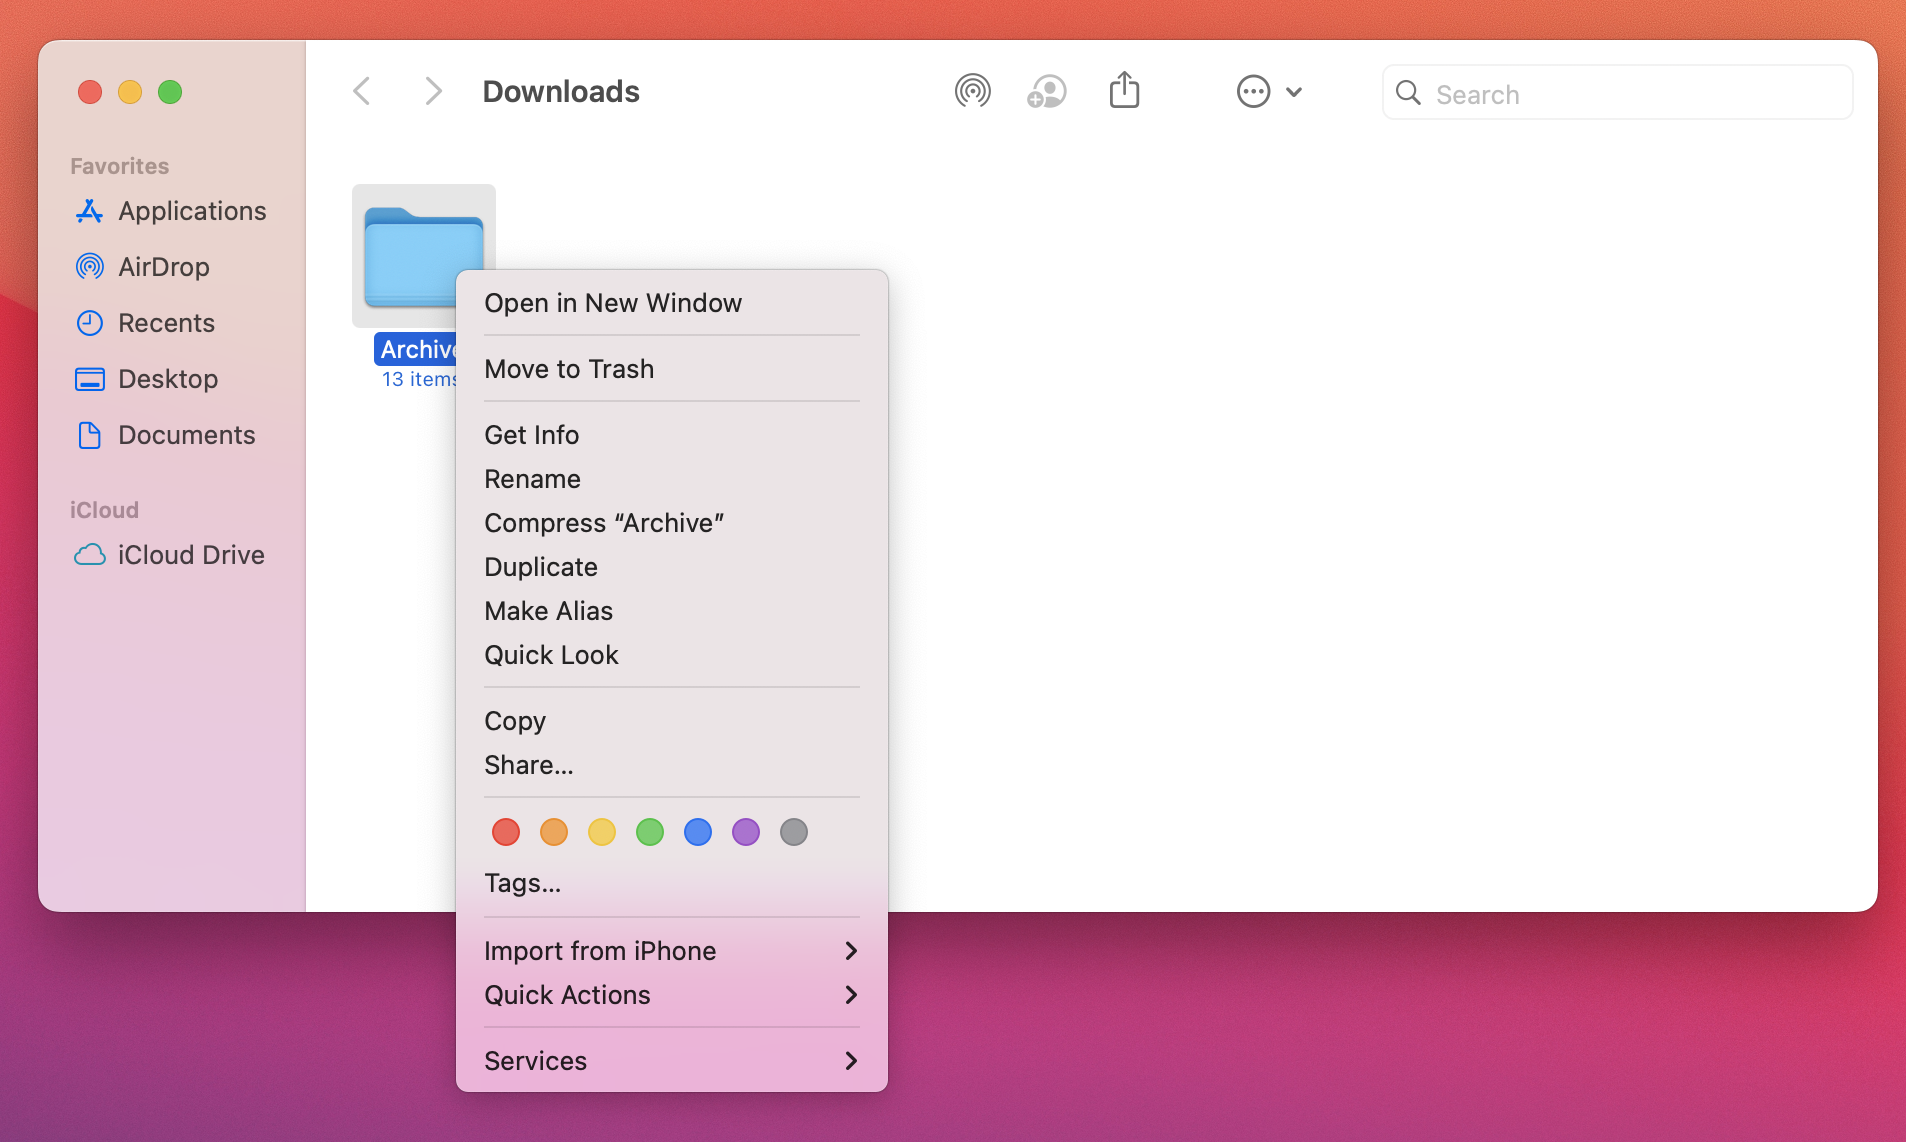 Downloads
Search
Favorites
Applications
AirDrop
Recents
Desktop
Documents
iCloud
iCloud Drive
Archive
13 items
Open in New Window
Move to Trash
Get Info
Rename
Compress “Archive”
Duplicate
Make Alias
Quick Look
Copy
Share...
Tags...
Import from iPhone
Quick Actions
Services